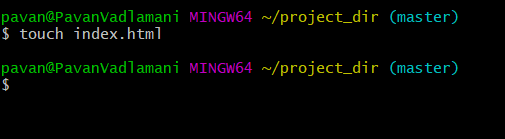 pavan@PavanVadlamani MINGW64 ~/project_dir (master)
$ touch index.html
pavan@PavanVadlamani MINGW64 ~/project_dir (master)
$